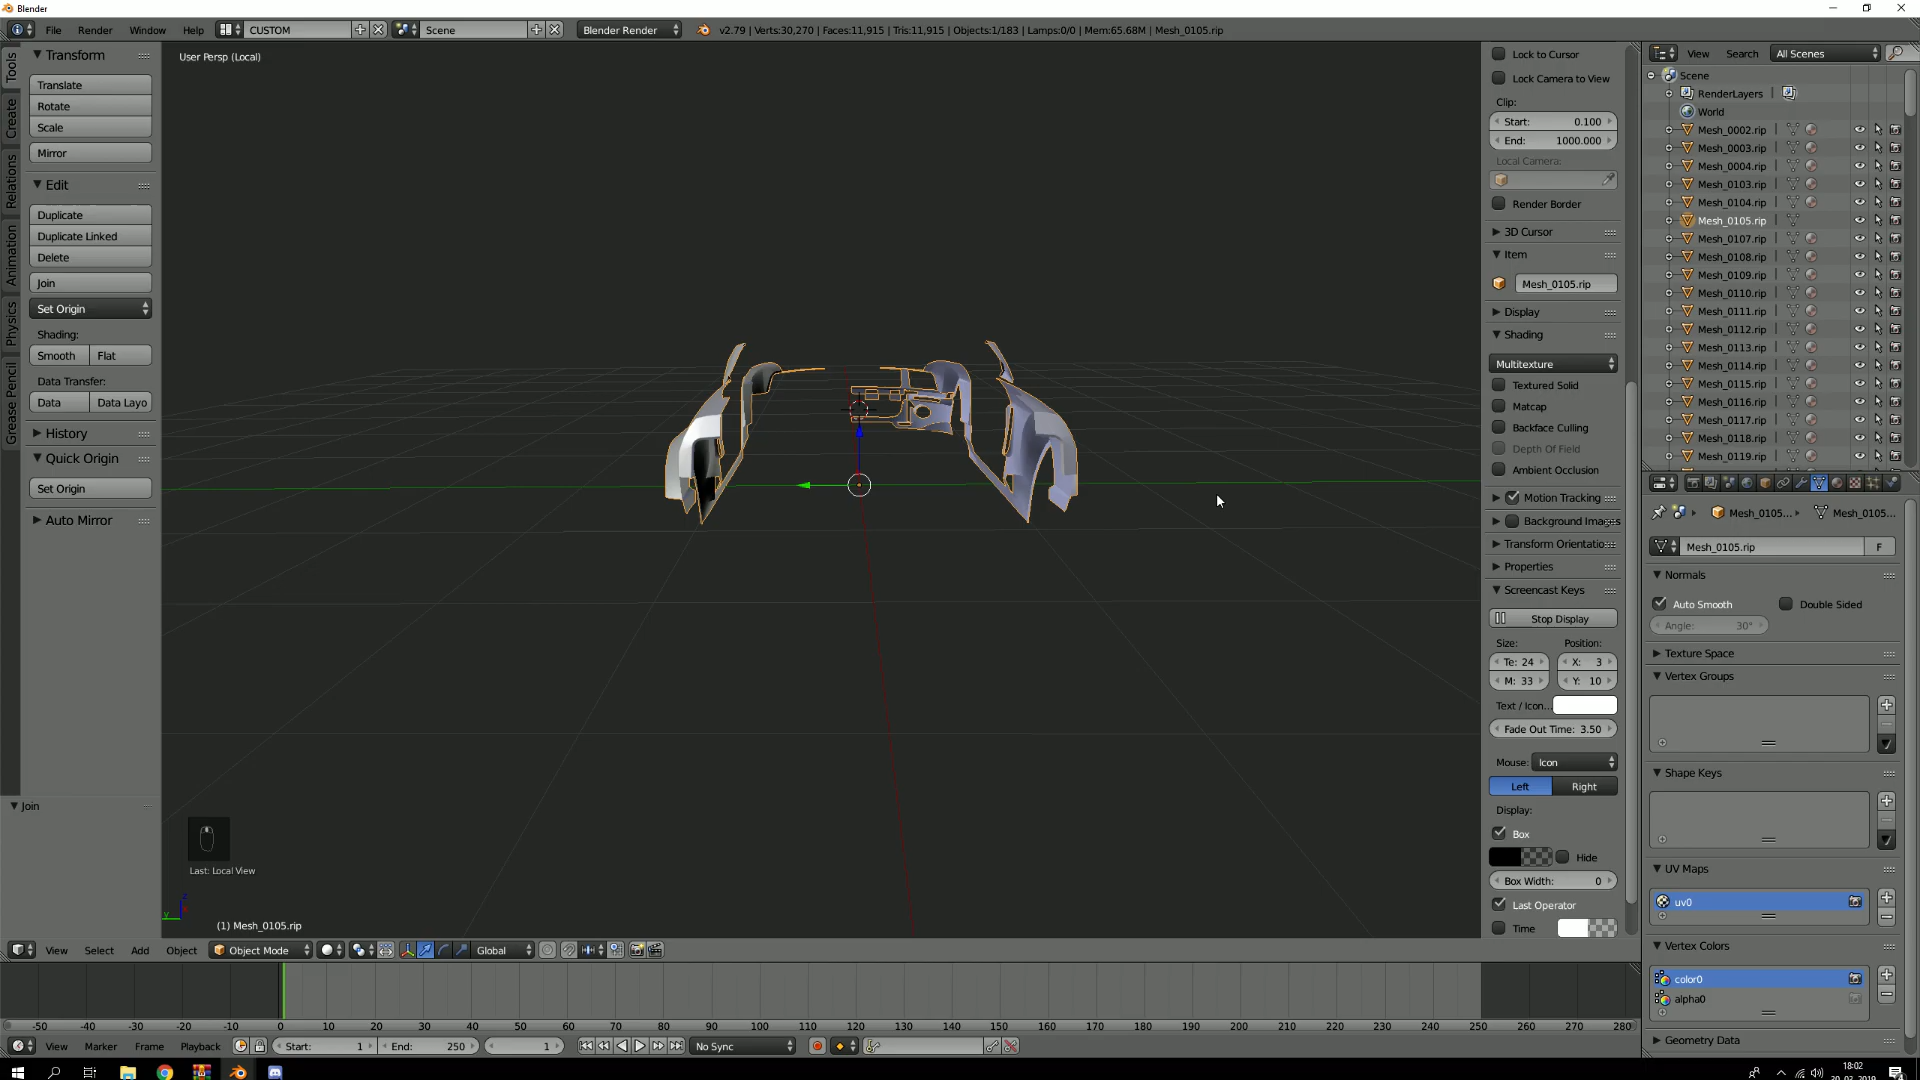 Blender
File Render Window Help CUSTOM Scene Blender Render v2.79 | Verts:30,270 | Faces:11,915 | Tris:11,915 | Objects:1/183 | Lamps:0/0 | Mem:65.68M | Mesh_0105.rip
Tools
Create
Relations
Animation
Physics
Grease Pencil
Transform
Translate
Rotate
Scale
Mirror
Edit
Duplicate
Duplicate Linked
Delete
Join
Set Origin
Shading:
Smooth Flat
Data Transfer:
Data Data Layo
History
Quick Origin
Set Origin
Auto Mirror
Join
User Persp (Local)
Last: Local View
(1) Mesh_0105.rip
Lock to Cursor
Lock Camera to View
Clip:
Start: 0.100
End: 1000.000
Local Camera:
Render Border
3D Cursor
Item
Mesh_0105.rip
Display
Shading
Multitexture
Textured Solid
Matcap
Backface Culling
Depth Of Field
Ambient Occlusion
Motion Tracking
Background Images
Transform Orientatio
Properties
Screencast Keys
Stop Display
Size: Position:
Te: 24 X: 3
M: 33 Y: 10
Text / Icon...
Fade Out Time: 3.50
Mouse: Icon
Left Right
Display:
Box
Hide
Box Width: 0
Last Operator
Time
View Search All Scenes
Scene
RenderLayers
World
Mesh_0002.rip
Mesh_0003.rip
Mesh_0004.rip
Mesh_0103.rip
Mesh_0104.rip
Mesh_0105.rip
Mesh_0107.rip
Mesh_0108.rip
Mesh_0109.rip
Mesh_0110.rip
Mesh_0111.rip
Mesh_0112.rip
Mesh_0113.rip
Mesh_0114.rip
Mesh_0115.rip
Mesh_0116.rip
Mesh_0117.rip
Mesh_0118.rip
Mesh_0119.rip
Mesh_0105... Mesh_0105...
Mesh_0105.rip F
Normals
Auto Smooth Double Sided
Angle: 30°
Texture Space
Vertex Groups
Shape Keys
UV Maps
uv0
Vertex Colors
color0
alpha0
Geometry Data
View Select Add Object Object Mode Global
-50 -40 -30 -20 -10 0 10 20 30 40 50 60 70 80 90 100 110 120 130 140 150 160 170 180 190 200 210 220 230 240 250 260 270 280
View Marker Frame Playback Start: 1 End: 250 1 No Sync
18:02